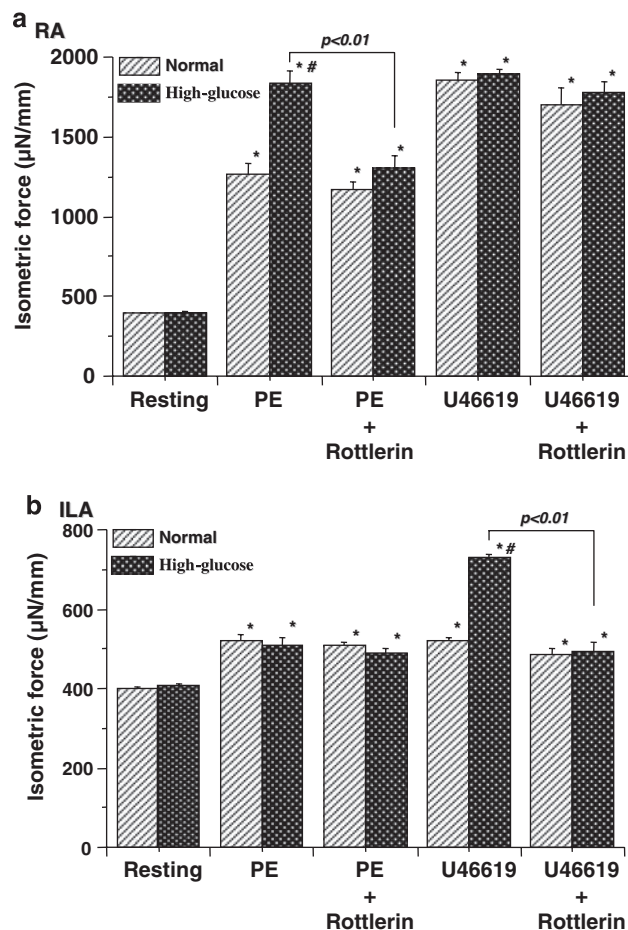 a RA
2000
1500
1000
500
0
Isometric force (µN/mm)
Normal
High-glucose
p<0.01
* #
*
*
*
*
*
*
*
Resting
PE
PE
+
Rottlerin
U46619
U46619
+
Rottlerin
b ILA
800
600
400
200
0
Isometric force (µN/mm)
Normal
High-glucose
p<0.01
* #
*
*
*
*
*
*
*
Resting
PE
PE
+
Rottlerin
U46619
U46619
+
Rottlerin